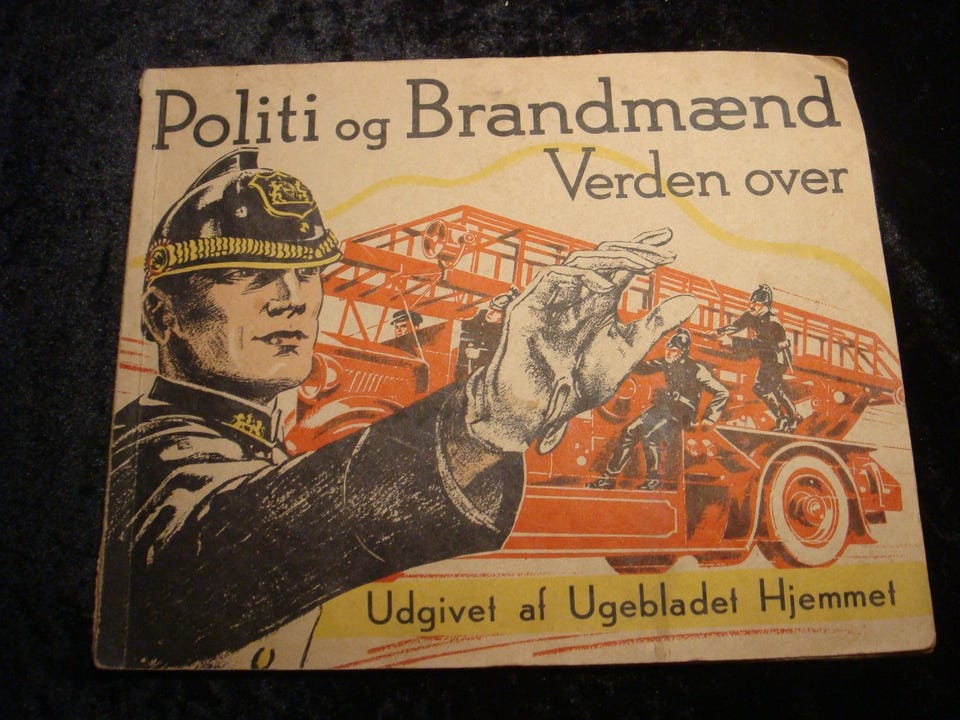 Politi og Brandmænd
Verden over
Udgivet af Ugebladet Hjemmet